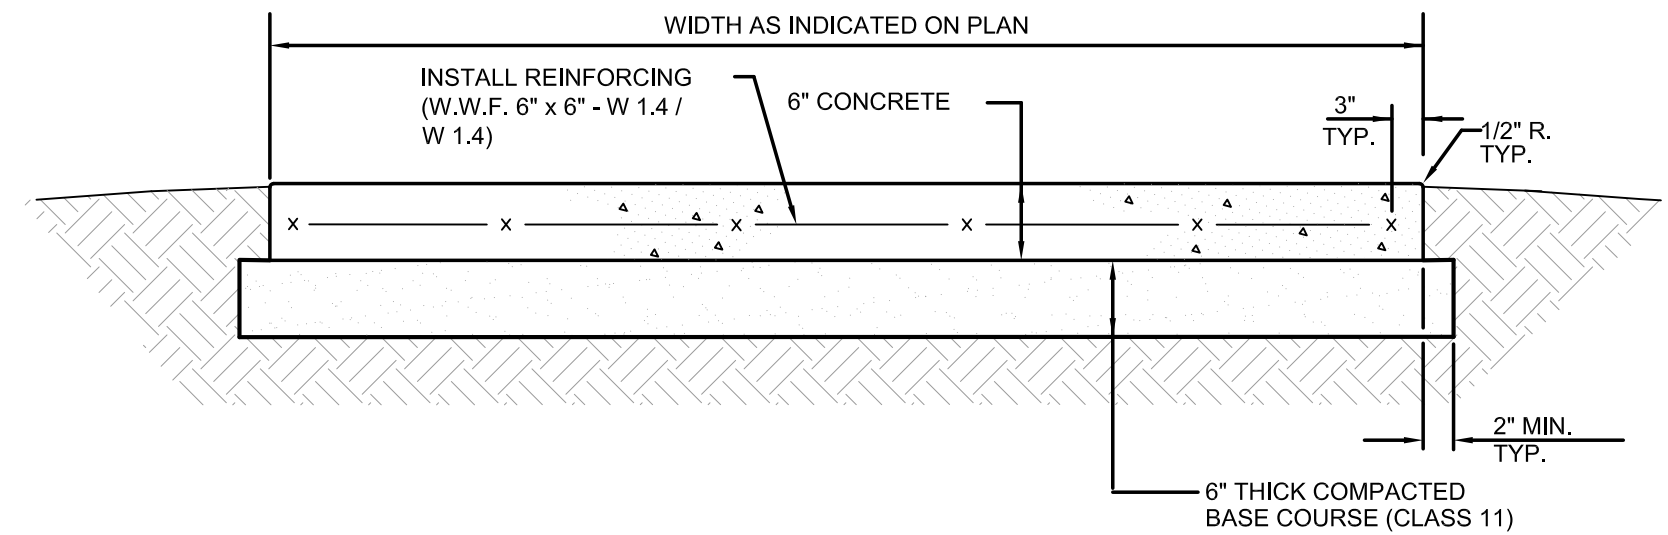 WIDTH AS INDICATED ON PLAN
INSTALL REINFORCING
(W.W.F. 6" x 6" - W 1.4 /
W 1.4)
6" CONCRETE
3"
TYP.
1/2" R.
TYP.
x x x x x x
2" MIN.
TYP.
6" THICK COMPACTED
BASE COURSE (CLASS 11)